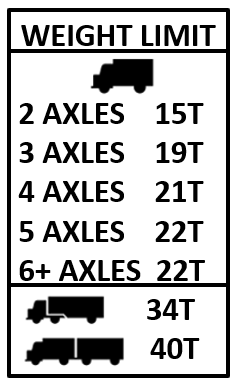 WEIGHT LIMIT
2 AXLES 15T
3 AXLES 19T
4 AXLES 21T
5 AXLES 22T
6+ AXLES 22T
34T
40T